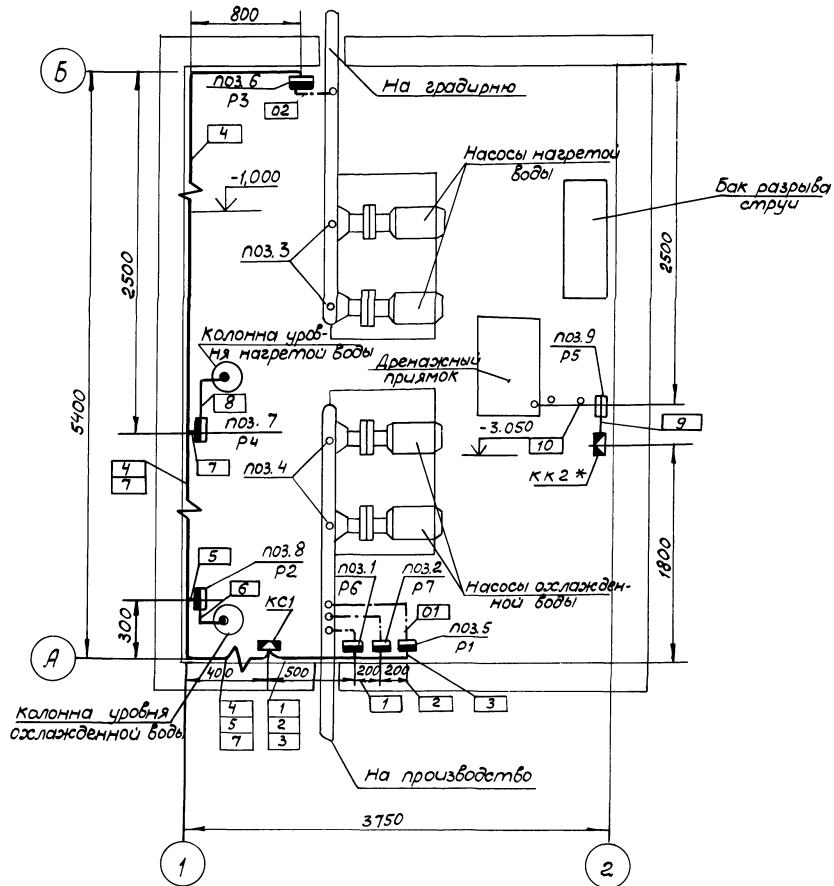 800
Б
поз.6
Р3
02
На градирню
4
-1,000
Насосы нагретой
воды
Бак разрыва
струи
2500
2500
поз.3
Колонна уров-
ня нагретой воды
поз.9
Р5
Дренажный
приямок
5400
8
поз.7
Р4
-3.050
10
9
7
4
7
поз.4
КК2*
1800
5
поз.8
Р2
6
КС1
поз.1
Р6
поз.2
Р7
01
Насосы охлажден-
ной воды
поз.5
Р1
300
А
400
500
200
200
1
2
3
Колонна уровня
охлажденной воды
4
5
7
1
2
3
На производство
3750
1
2